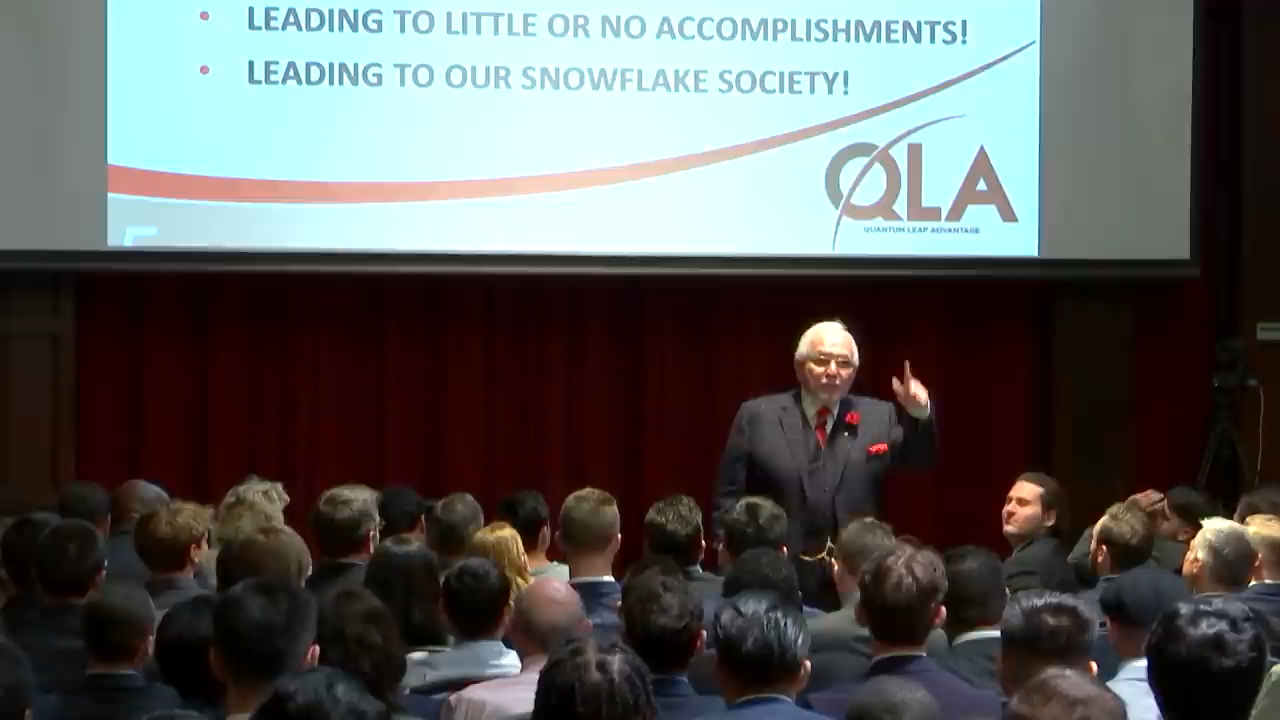 LEADING TO LITTLE OR NO ACCOMPLISHMENTS!
LEADING TO OUR SNOWFLAKE SOCIETY!
QLA
QUANTUM LEAP ADVANTAGE